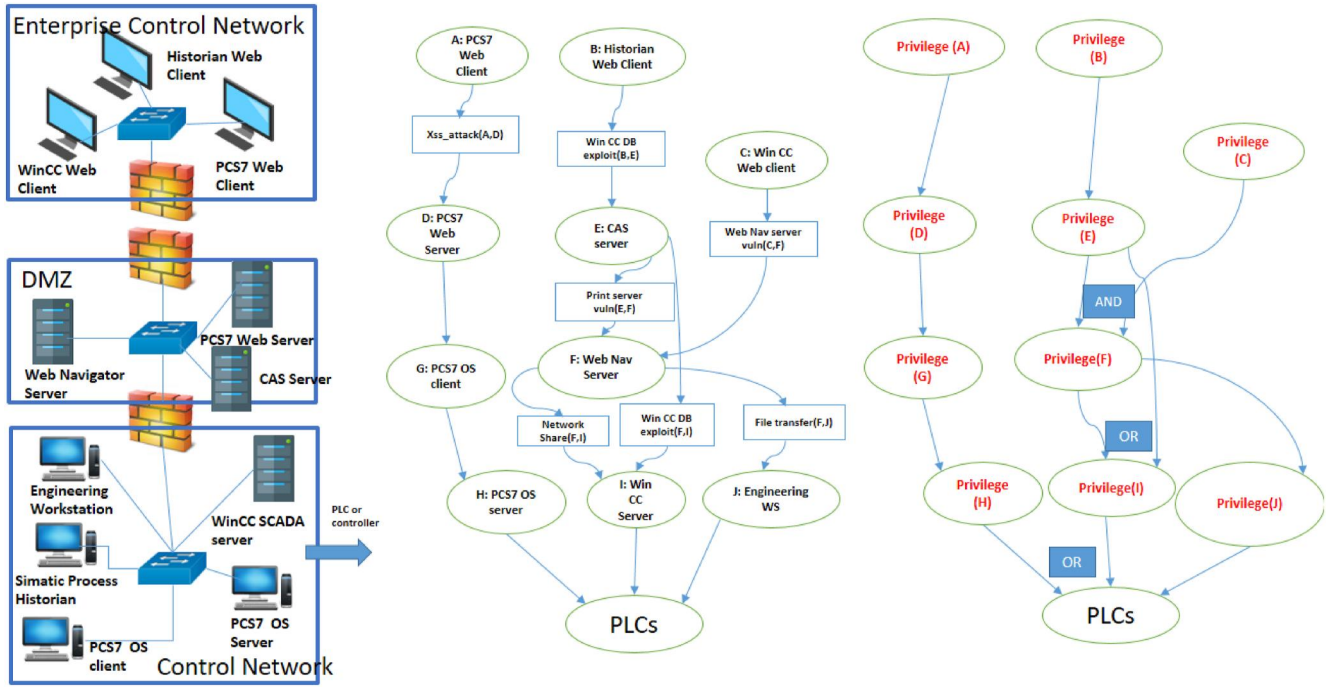 Enterprise Control Network
Historian Web
Client
WinCC Web
Client
PCS7 Web
Client
DMZ
PCS7 Web Server
Web Navigator
Server
CAS Server
Engineering
Workstation
WinCC SCADA
server
Simatic Process
Historian
PCS7 OS
Server
PCS7 OS
client
Control Network
PLC or
controller
A: PCS7
Web
Client
B: Historian
Web Client
Xss_attack(A,D)
Win CC DB
exploit(B,E)
C: Win CC
Web client
D: PCS7
Web
Server
E: CAS
server
Web Nav server
vuln(C,F)
Print server
vuln(E,F)
G: PCS7 OS
client
F: Web Nav
Server
Network
Share(F,I)
Win CC DB
exploit(F,I)
File transfer(F,J)
H: PCS7 OS
server
I: Win
CC
Server
J: Engineering
WS
PLCs
Privilege (A)
Privilege
(B)
Privilege
(C)
Privilege
(D)
Privilege
(E)
AND
Privilege
(G)
Privilege(F)
OR
Privilege
(H)
Privilege(I)
Privilege(J)
OR
PLCs